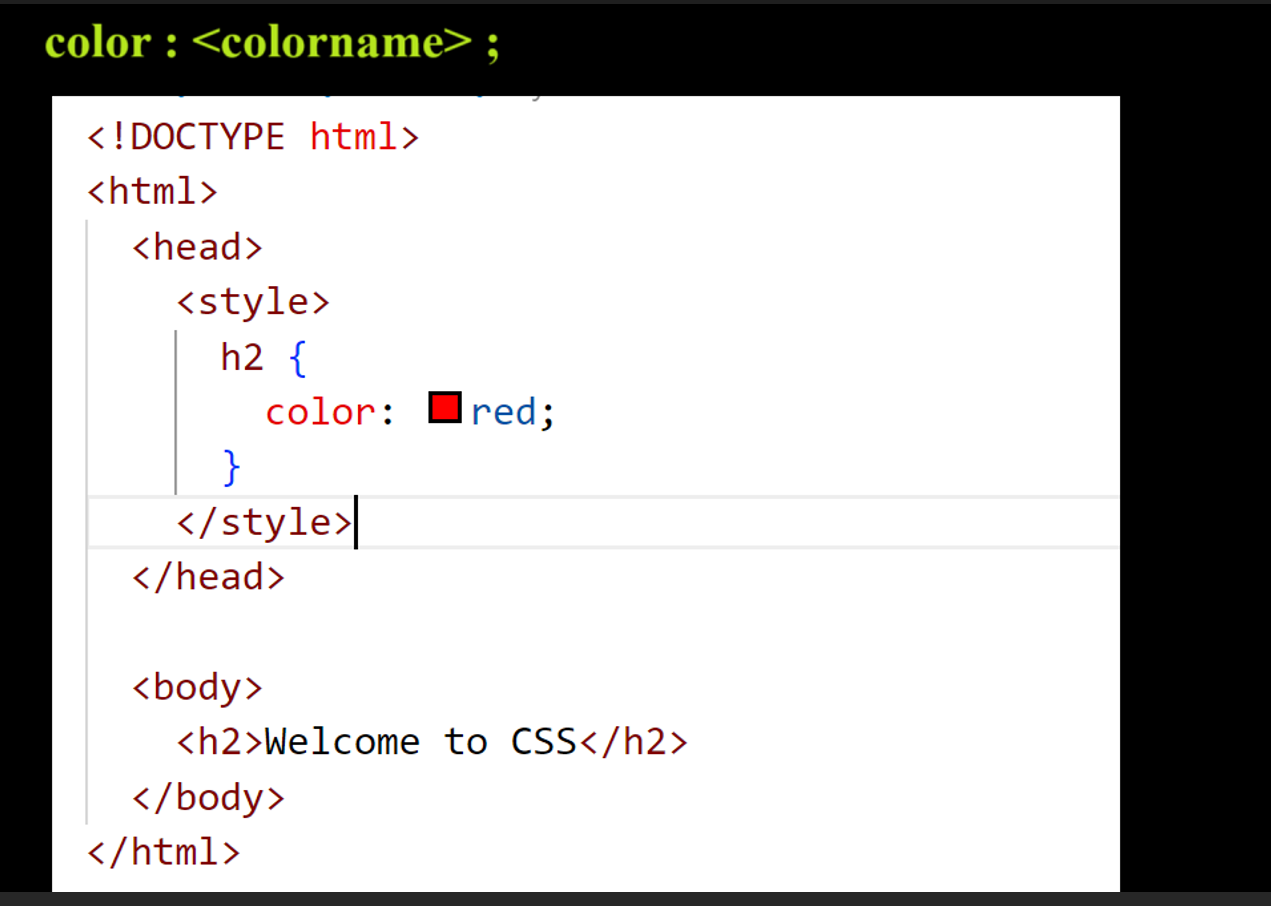 color : <colorname> ;
<!DOCTYPE html>
<html>
<head>
<style>
h2 {
color: red;
}
</style>
</head>
<body>
<h2>Welcome to CSS</h2>
</body>
</html>